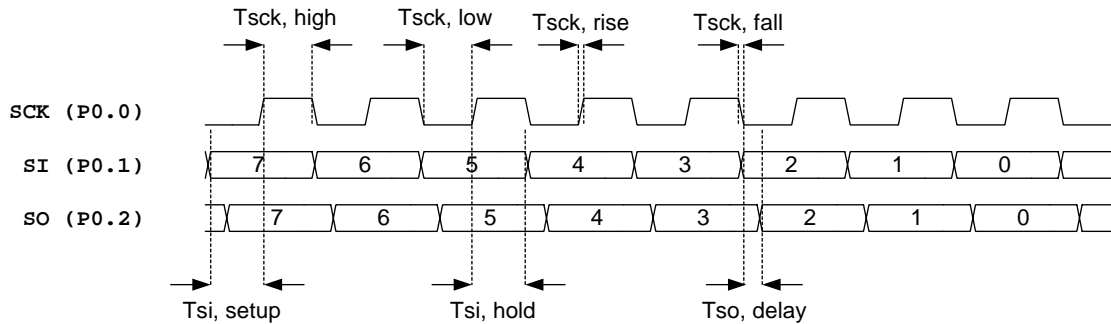 Tsck, high Tsck, low Tsck, rise Tsck, fall
SCK (P0.0)
SI (P0.1) 7 6 5 4 3 2 1 0
SO (P0.2) 7 6 5 4 3 2 1 0
Tsi, setup Tsi, hold Tso, delay